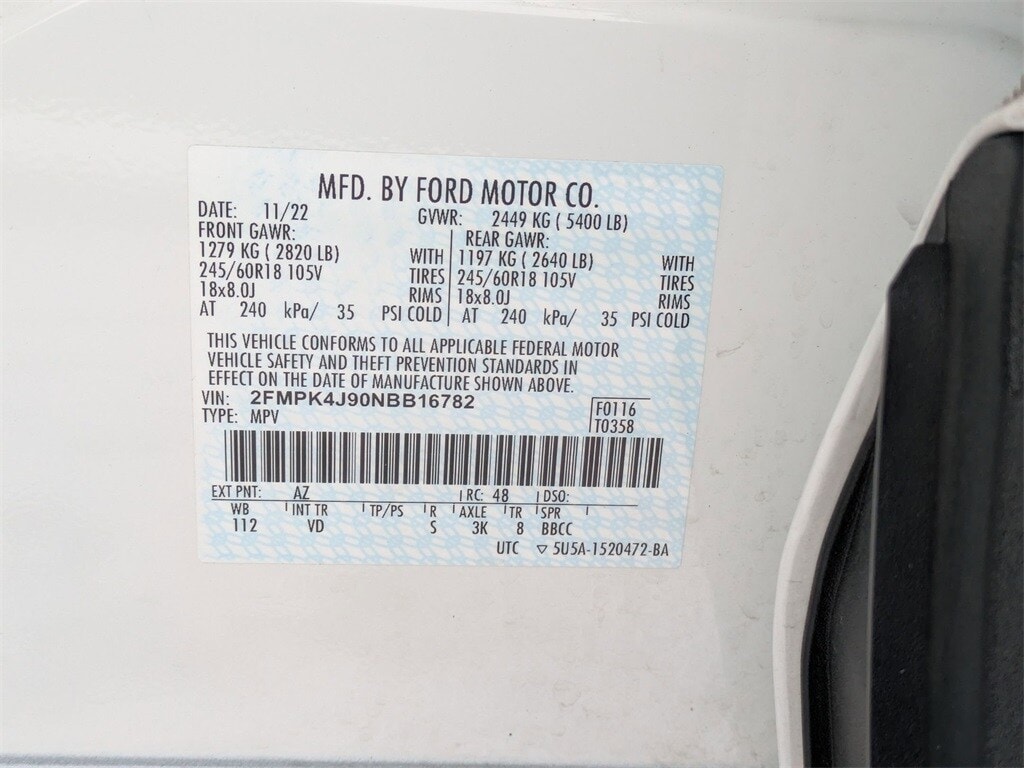 MFD. BY FORD MOTOR CO.
DATE: 11/22 GVWR: 2449 KG ( 5400 LB)
FRONT GAWR: REAR GAWR:
1279 KG ( 2820 LB) WITH 1197 KG ( 2640 LB) WITH
245/60R18 105V TIRES 245/60R18 105V TIRES
18x8.0J RIMS 18x8.0J RIMS
AT 240 kPa/ 35 PSI COLD AT 240 kPa/ 35 PSI COLD
THIS VEHICLE CONFORMS TO ALL APPLICABLE FEDERAL MOTOR
VEHICLE SAFETY AND THEFT PREVENTION STANDARDS IN
EFFECT ON THE DATE OF MANUFACTURE SHOWN ABOVE.
VIN: 2FMPK4J90NBB16782 F0116
TYPE: MPV T0358
EXT PNT: AZ RC: 48 DSO:
WB INT TR TP/PS R AXLE TR SPR
112 VD S 3K 8 BBCC
UTC ▽ 5U5A-1520472-BA